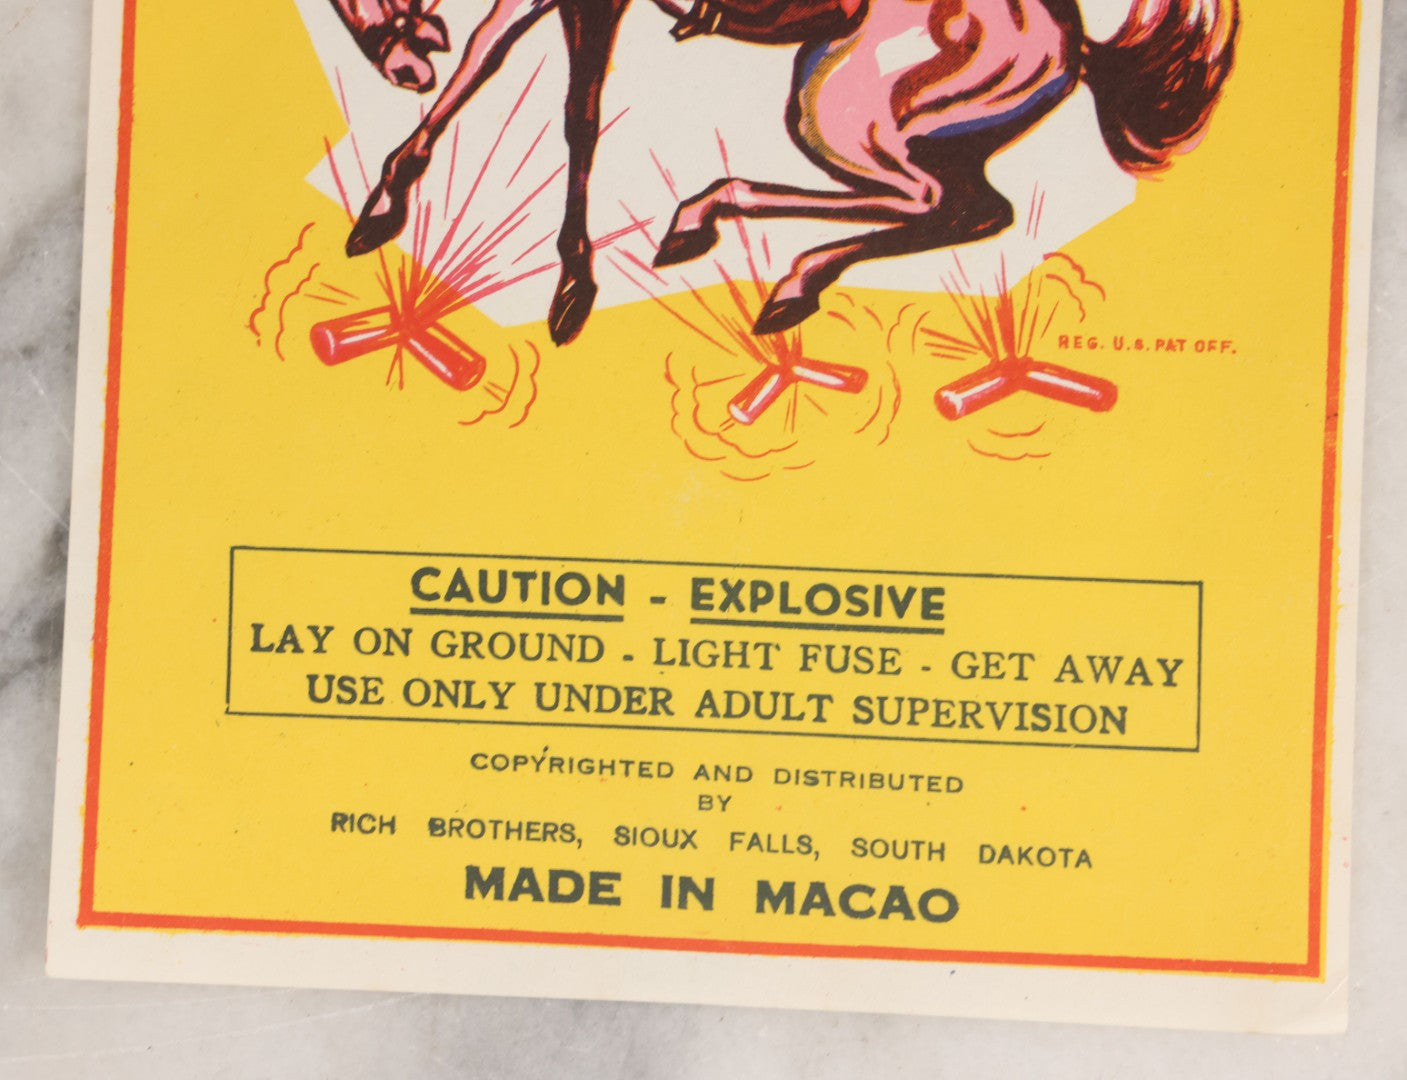 REG. U.S. PAT OFF.
CAUTION - EXPLOSIVE
LAY ON GROUND - LIGHT FUSE - GET AWAY
USE ONLY UNDER ADULT SUPERVISION
COPYRIGHTED AND DISTRIBUTED
BY
RICH BROTHERS, SIOUX FALLS, SOUTH DAKOTA
MADE IN MACAO